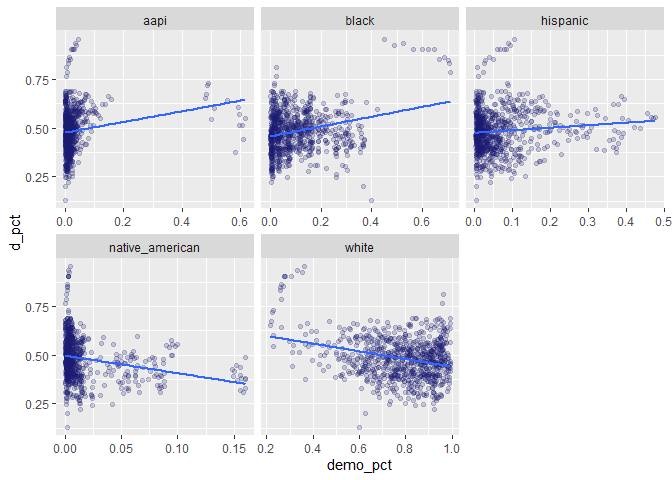 aapi
black
hispanic
0.75
0.50
0.25
0.0 0.2 0.4 0.6
0.0 0.2 0.4 0.6
0.0 0.1 0.2 0.3 0.4 0.5
d_pct
native_american
white
0.75
0.50
0.25
0.00 0.05 0.10 0.15
0.2 0.4 0.6 0.8 1.0
demo_pct